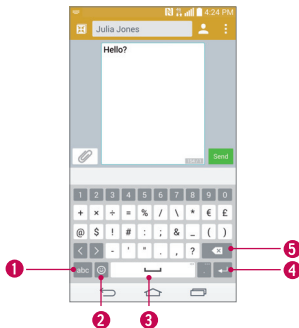 4:24 PM
Julia Jones
Hello?
Send
1 2 3 4 5 6 7 8 9 0
+ × ÷ = % / \ * € £
@ $ ! # : ; & _ ( )
< > - ' " . , ?
abc .
1
2
3
4
5